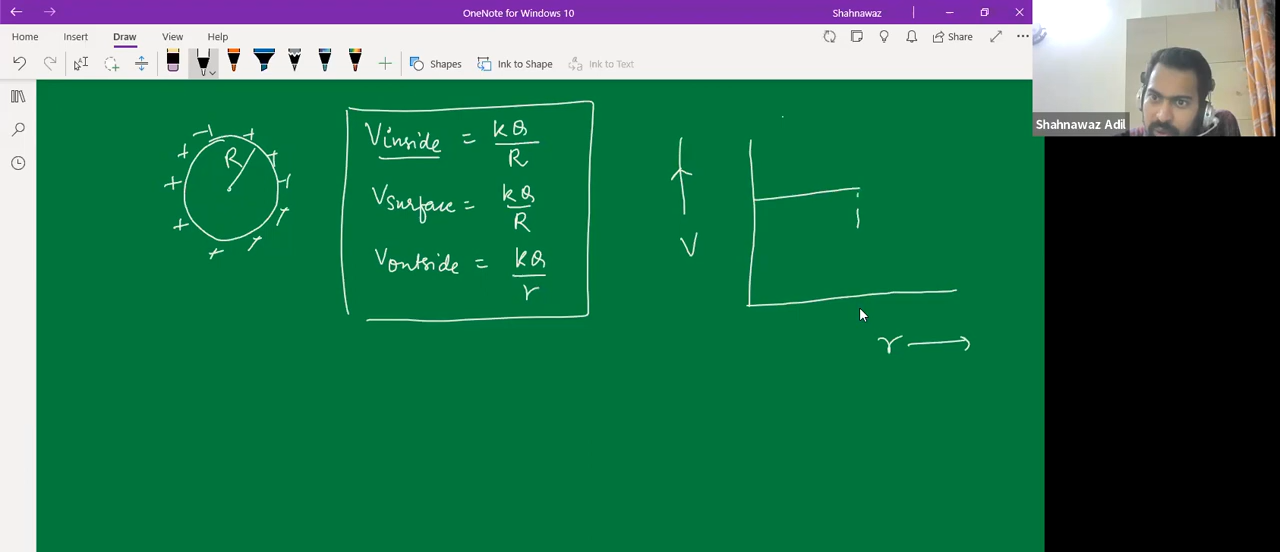 OneNote for Windows 10
Shahnawaz
Home Insert Draw View Help
Share
Shapes Ink to Shape Ink to Text
Shahnawaz Adil
+ + + + + + + + + +
R
Vinside = kQ/R
Vsurface = kQ/R
Voutside = kQ/r
V
r